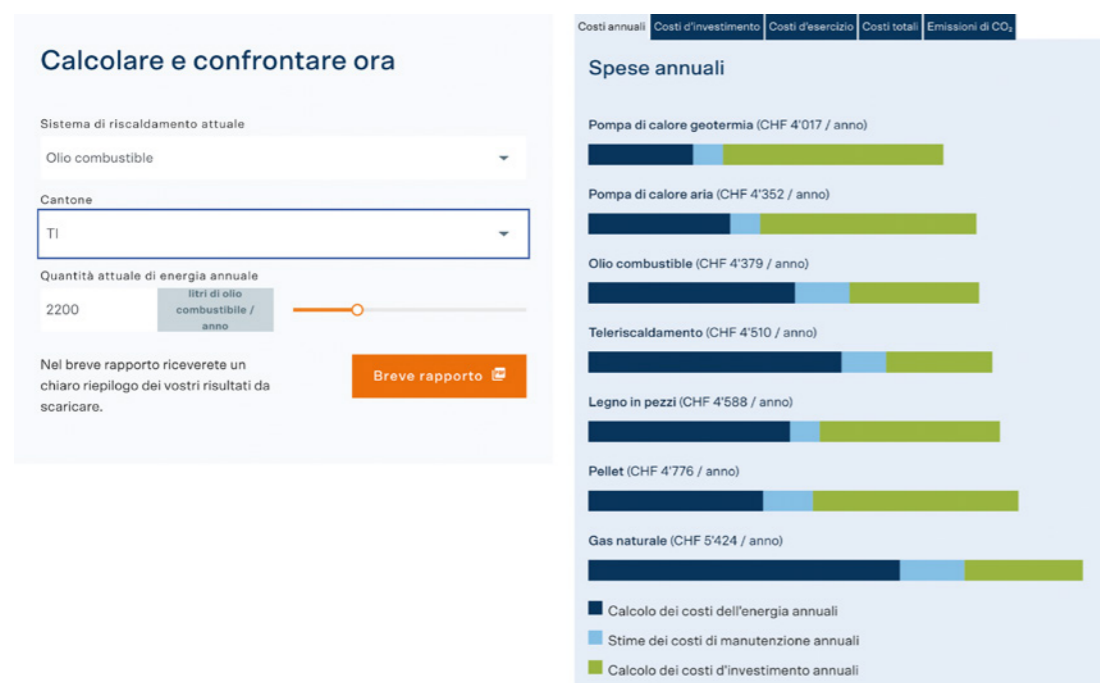 Calcolare e confrontare ora
Sistema di riscaldamento attuale
Olio combustibile
Cantone
TI
Quantità attuale di energia annuale
2200
litri di olio
combustibile /
anno
Nel breve rapporto riceverete un
chiaro riepilogo dei vostri risultati da
scaricare.
Breve rapporto
Costi annuali Costi d'investimento Costi d'esercizio Costi totali Emissioni di CO₂
Spese annuali
Pompa di calore geotermia (CHF 4'017 / anno)
Pompa di calore aria (CHF 4'352 / anno)
Olio combustibile (CHF 4'379 / anno)
Teleriscaldamento (CHF 4'510 / anno)
Legno in pezzi (CHF 4'588 / anno)
Pellet (CHF 4'776 / anno)
Gas naturale (CHF 5'424 / anno)
Calcolo dei costi dell'energia annuali
Stime dei costi di manutenzione annuali
Calcolo dei costi d'investimento annuali